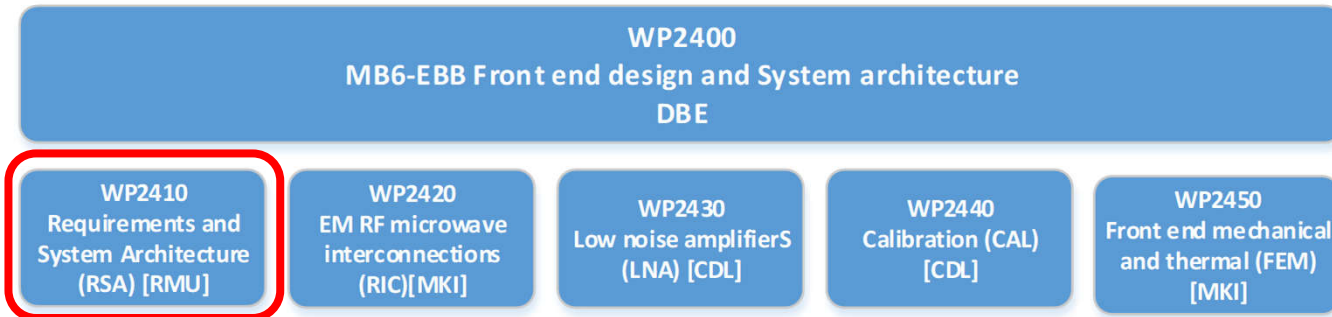 WP2400
MB6-EBB Front end design and System architecture
DBE
WP2410
Requirements and
System Architecture
(RSA) [RMU]
WP2420
EM RF microwave
interconnections
(RIC)[MKI]
WP2430
Low noise amplifierS
(LNA) [CDL]
WP2440
Calibration (CAL)
[CDL]
WP2450
Front end mechanical
and thermal (FEM)
[MKI]